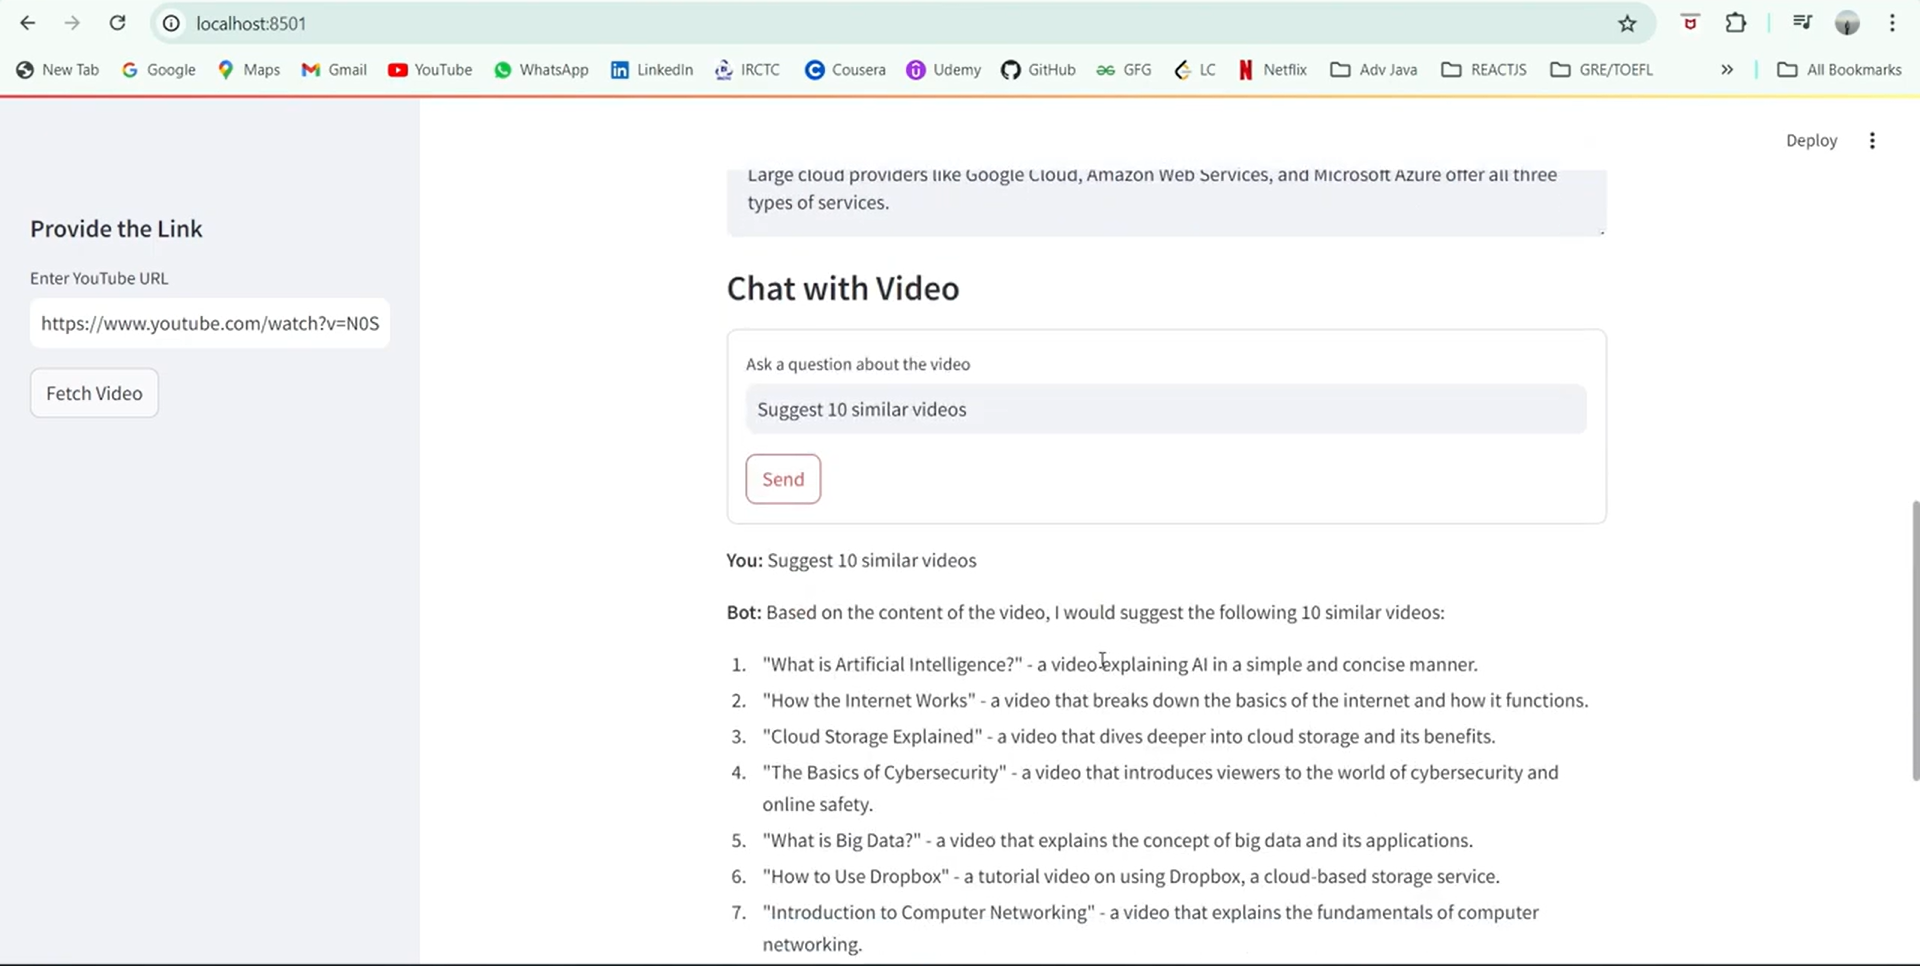 localhost:8501
New Tab Google Maps Gmail YouTube WhatsApp LinkedIn IRCTC Cousera Udemy GitHub GFG LC Netflix Adv Java REACTJS GRE/TOEFL » All Bookmarks
Deploy
Provide the Link
Enter YouTube URL
https://www.youtube.com/watch?v=N0S
Fetch Video
Large cloud providers like Google Cloud, Amazon Web Services, and Microsoft Azure offer all three
types of services.
Chat with Video
Ask a question about the video
Suggest 10 similar videos
Send
You: Suggest 10 similar videos
Bot: Based on the content of the video, I would suggest the following 10 similar videos:
1. "What is Artificial Intelligence?" - a video explaining AI in a simple and concise manner.
2. "How the Internet Works" - a video that breaks down the basics of the internet and how it functions.
3. "Cloud Storage Explained" - a video that dives deeper into cloud storage and its benefits.
4. "The Basics of Cybersecurity" - a video that introduces viewers to the world of cybersecurity and
online safety.
5. "What is Big Data?" - a video that explains the concept of big data and its applications.
6. "How to Use Dropbox" - a tutorial video on using Dropbox, a cloud-based storage service.
7. "Introduction to Computer Networking" - a video that explains the fundamentals of computer
networking.